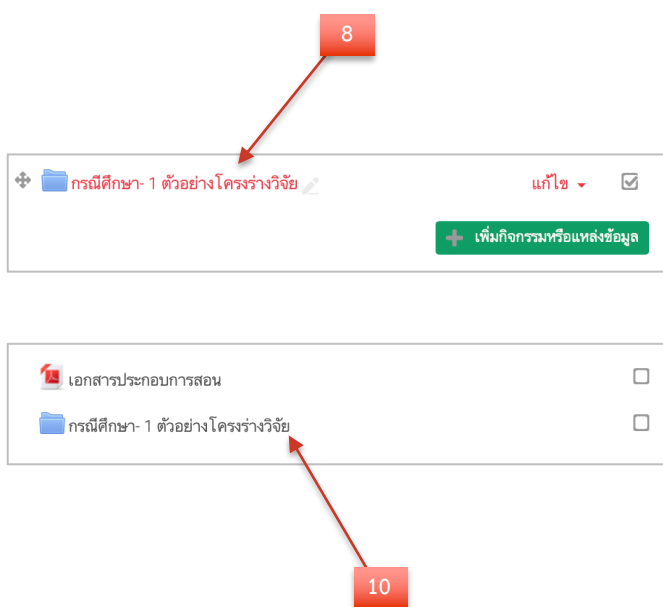 8
กรณีศึกษา- 1 ตัวอย่างโครงร่างวิจัย แก้ไข
เพิ่มกิจกรรมหรือแหล่งข้อมูล
เอกสารประกอบการสอน
กรณีศึกษา- 1 ตัวอย่างโครงร่างวิจัย
10